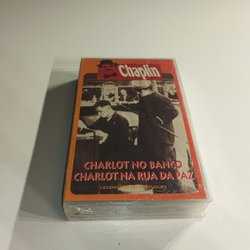 Chaplin
CHARLOT NO BANCO
CHARLOT NA RUA DA PAZ